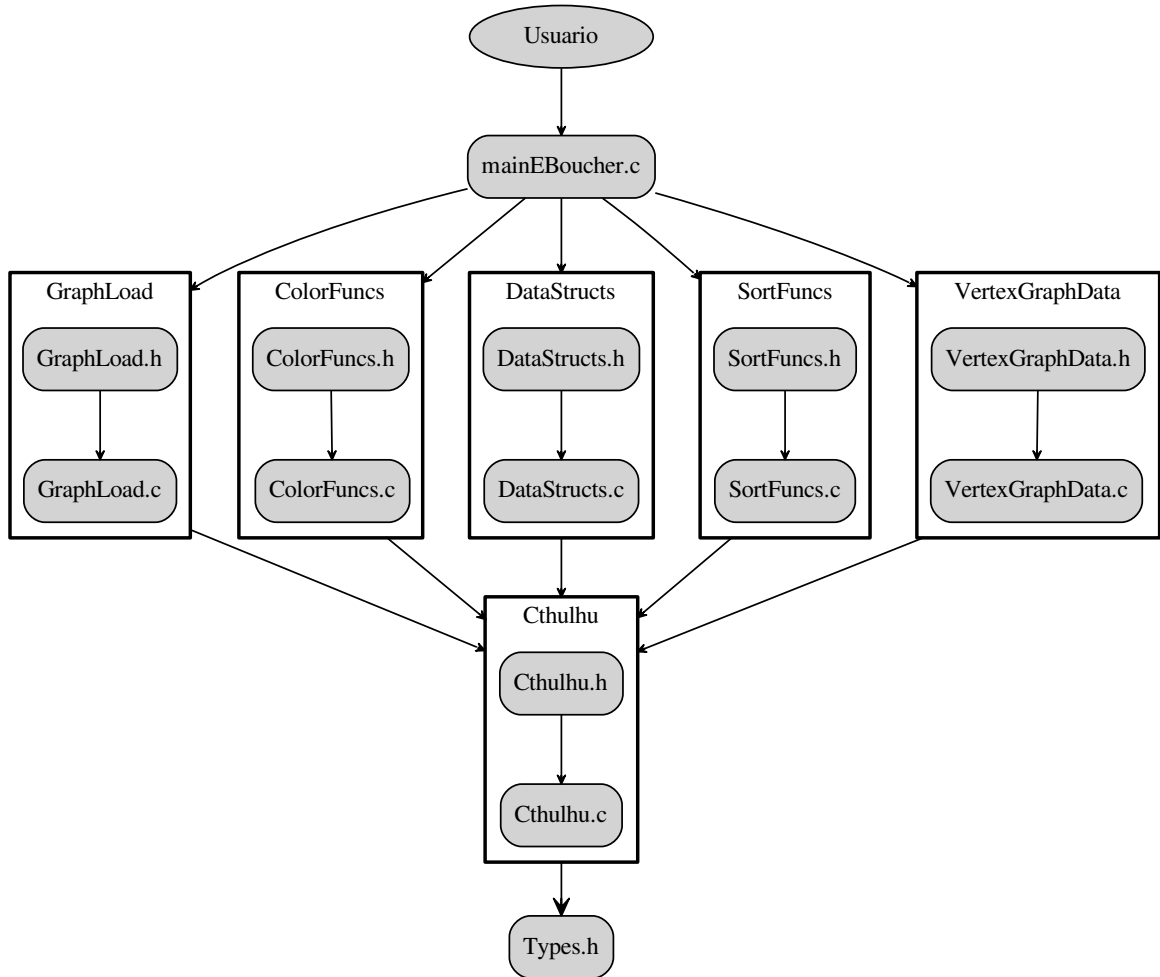 Usuario
mainEBoucher.c
GraphLoad
ColorFuncs
DataStructs
SortFuncs
VertexGraphData
GraphLoad.h
ColorFuncs.h
DataStructs.h
SortFuncs.h
VertexGraphData.h
GraphLoad.c
ColorFuncs.c
DataStructs.c
SortFuncs.c
VertexGraphData.c
Cthulhu
Cthulhu.h
Cthulhu.c
Types.h